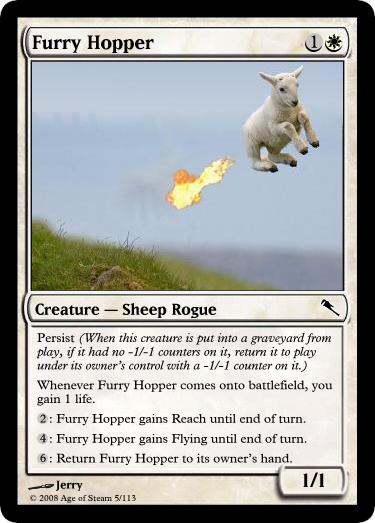 Furry Hopper 1
Creature — Sheep Rogue
Persist (When this creature is put into a graveyard from
play, if it had no -1/-1 counters on it, return it to play
under its owner's control with a -1/-1 counter on it.)
Whenever Furry Hopper comes onto battlefield, you
gain 1 life.
2: Furry Hopper gains Reach until end of turn.
4: Furry Hopper gains Flying until end of turn.
6: Return Furry Hopper to its owner's hand.
1/1
Jerry
© 2008 Age of Steam 5/113